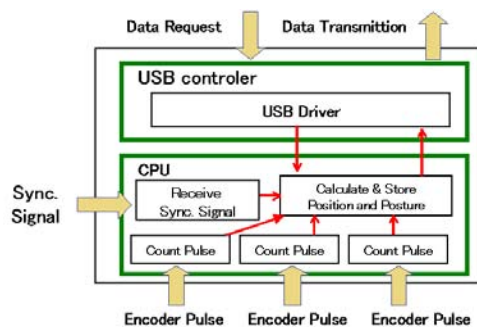 Data Request
Data Transmittion
USB controler
USB Driver
CPU
Sync.
Signal
Receive
Sync. Signal
Calculate & Store
Position and Posture
Count Pulse
Count Pulse
Count Pulse
Encoder Pulse
Encoder Pulse
Encoder Pulse